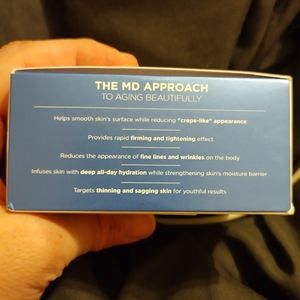 THE MD APPROACH
TO AGING BEAUTIFULLY
Helps smooth skin's surface while reducing "crepe-like" appearance
Provides rapid firming and tightening effect
Reduces the appearance of fine lines and wrinkles on the body
Infuses skin with deep all-day hydration while strengthening skin's moisture barrier
Targets thinning and sagging skin for youthful results